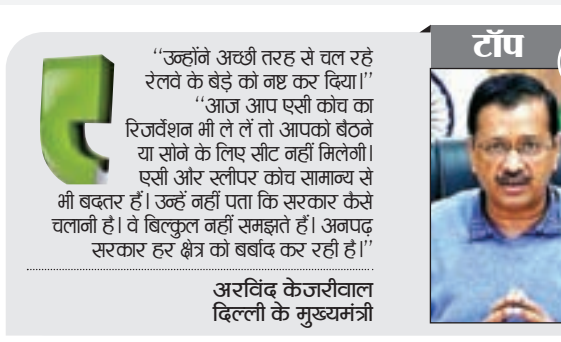 टॉप
‘‘उन्होंने अच्छी तरह से चल रहे
रेलवे के बेड़े को नष्ट कर दिया।’’
‘‘आज आप एसी कोच का
रिजर्वेशन भी ले लें तो आपको बैठने
या सोने के लिए सीट नहीं मिलेगी।
एसी और स्लीपर कोच सामान्य से
भी बदतर हैं। उन्हें नहीं पता कि सरकार कैसे
चलानी है। वे बिल्कुल नहीं समझते हैं। अनपढ़
सरकार हर क्षेत्र को बर्बाद कर रही है।’’
अरविंद केजरीवाल
दिल्ली के मुख्यमंत्री